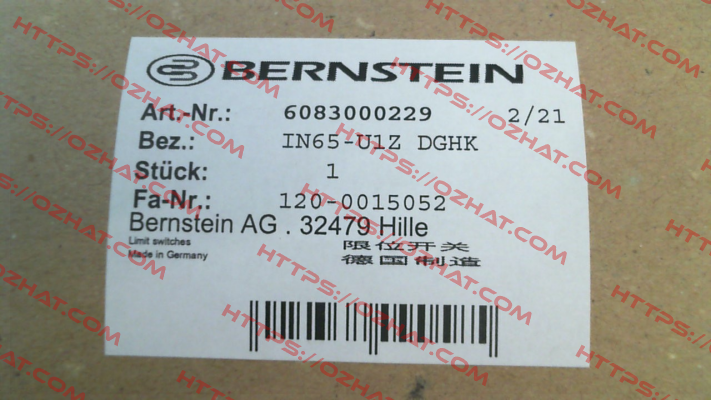 BERNSTEIN
Art.-Nr.: 6083000229 2/21
Bez.: IN65-U1Z DGHK
Stück: 1
Fa-Nr.: 120-0015052
Bernstein AG . 32479 Hille
Limit switches 限位开关
Made in Germany 德国制造
HTTPS://OZHAT.COM